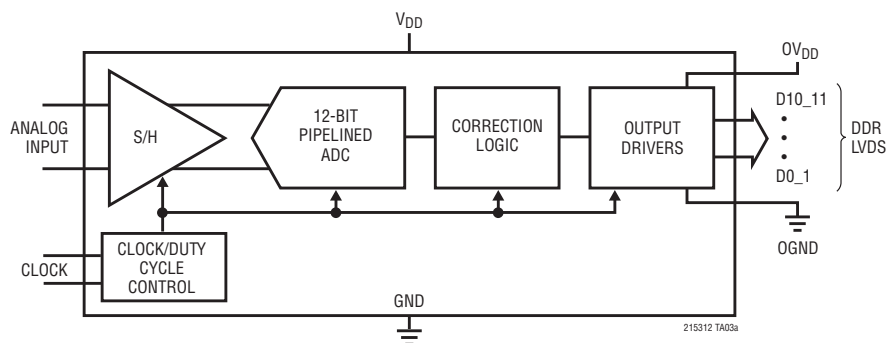 VDD
OVDD
ANALOG
INPUT
S/H
12-BIT
PIPELINED
ADC
CORRECTION
LOGIC
OUTPUT
DRIVERS
D10_11
•
•
•
D0_1
DDR
LVDS
OGND
CLOCK
CLOCK/DUTY
CYCLE
CONTROL
GND
215312 TA03a